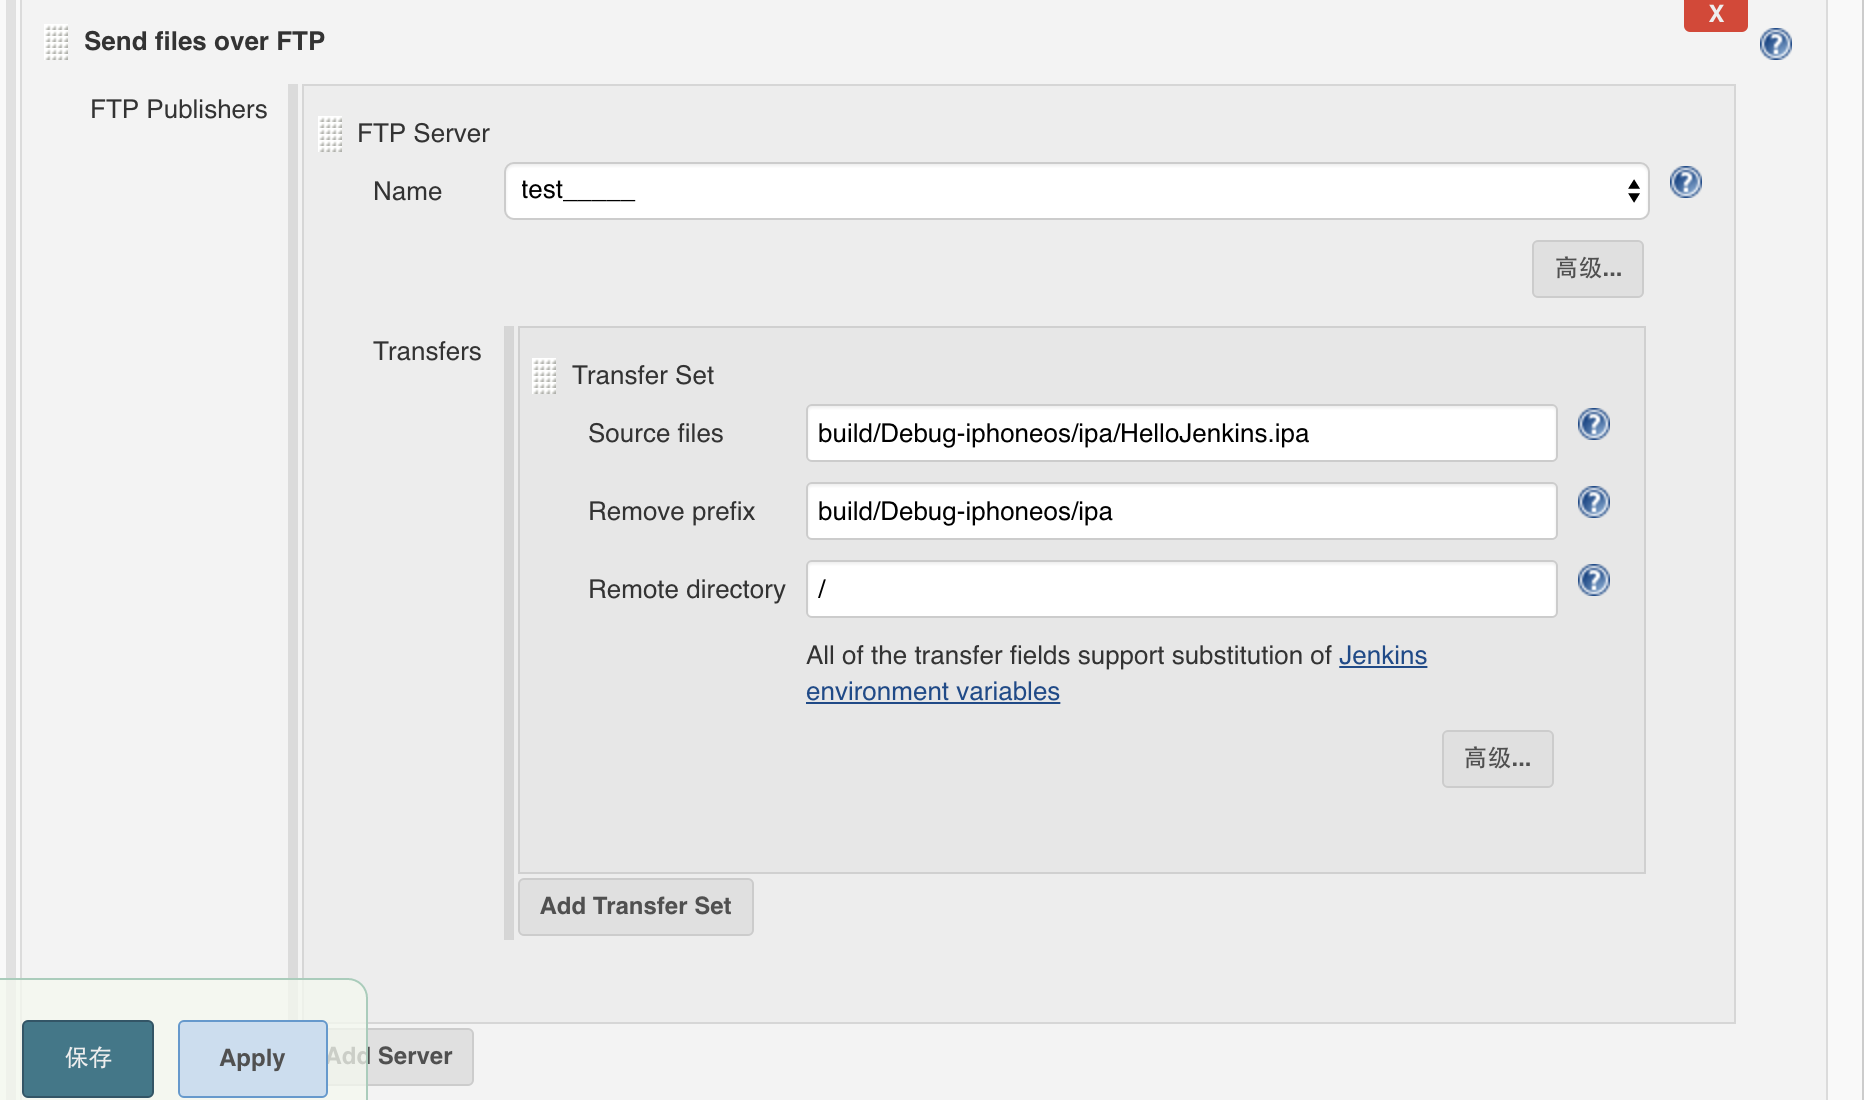 X
Send files over FTP
FTP Publishers
FTP Server
Name
test_____
高级...
Transfers
Transfer Set
Source files
build/Debug-iphoneos/ipa/HelloJenkins.ipa
Remove prefix
build/Debug-iphoneos/ipa
Remote directory
/
All of the transfer fields support substitution of Jenkins
environment variables
高级...
Add Transfer Set
保存
Apply
Add Server